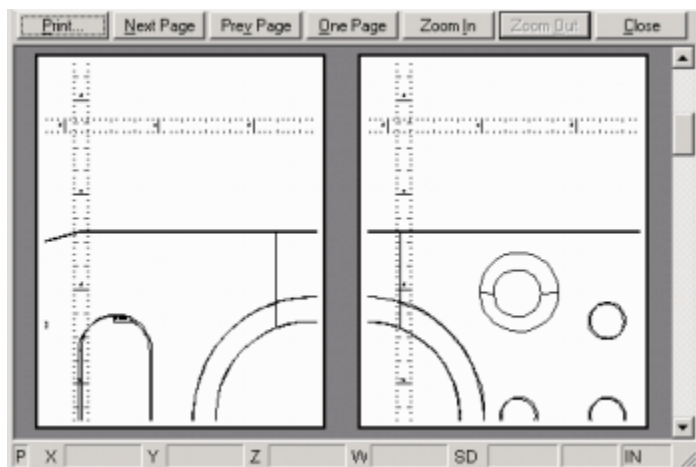 Print... Next Page Prev Page One Page Zoom In Zoom Out Close
P X Y Z W SD IN